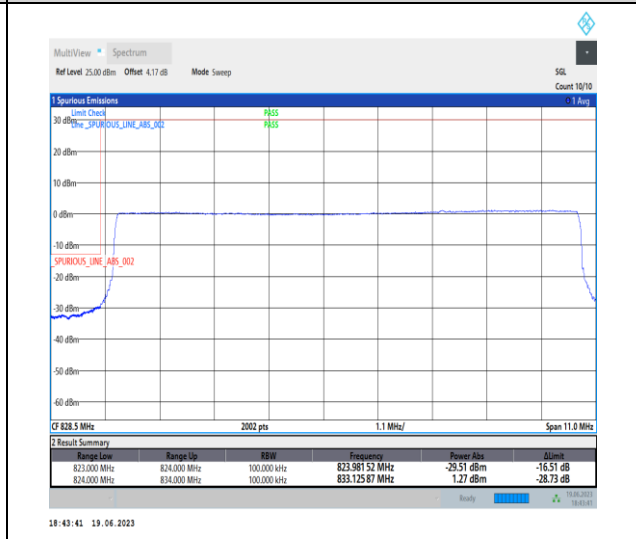 MultiView Spectrum
Ref Level 25.00 dBm Offset 4.17 dB Mode Sweep SGL
Count 10/10
1 Spurious Emissions 1 Avg
Limit Check PASS
30 dBm
Line _SPURIOUS_LINE_ABS_002 PASS
20 dBm
10 dBm
0 dBm
-10 dBm
_SPURIOUS_LINE_ABS_002
-20 dBm
-30 dBm
-40 dBm
-50 dBm
-60 dBm
CF 828.5 MHz 2002 pts 1.1 MHz/ Span 11.0 MHz
2 Result Summary
Range Low Range Up RBW Frequency Power Abs ΔLimit
823.000 MHz 824.000 MHz 100.000 kHz 823.98152 MHz -29.51 dBm -16.51 dB
824.000 MHz 834.000 MHz 100.000 kHz 833.12587 MHz 1.27 dBm -28.73 dB
Ready 19.06.2023
18:43:41
18:43:41 19.06.2023